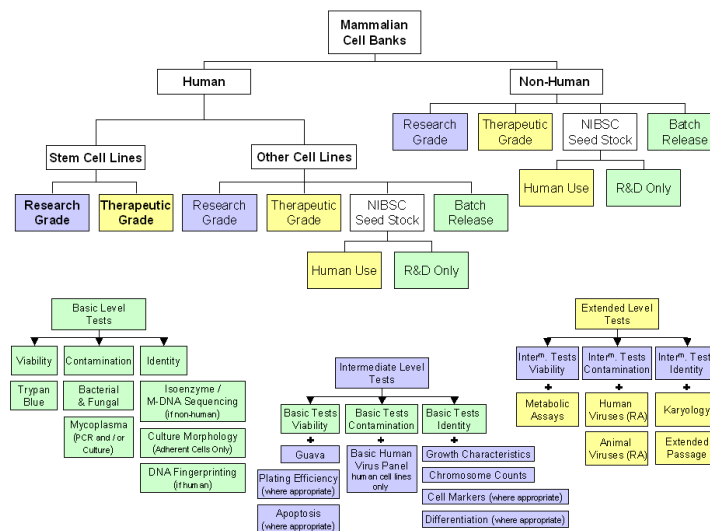 Mammalian
Cell Banks
Human
Non-Human
Research
Grade
Therapeutic
Grade
NIBSC
Seed Stock
Batch
Release
Human Use
R&D Only
Stem Cell Lines
Other Cell Lines
Research
Grade
Therapeutic
Grade
Research
Grade
Therapeutic
Grade
NIBSC
Seed Stock
Batch
Release
Human Use
R&D Only
Basic Level
Tests
Viability
Contamination
Identity
Trypan
Blue
Bacterial
& Fungal
Mycoplasma
(PCR and / or
Culture)
Isoenzyme /
M-DNA Sequencing
(if non-human)
Culture Morphology
(Adherent Cells Only)
DNA Fingerprinting
(if human)
Intermediate Level
Tests
Basic Tests
Viability
Basic Tests
Contamination
Basic Tests
Identity
+
+
+
Guava
Plating Efficiency
(where appropriate)
Apoptosis
(where appropriate)
Basic Human
Virus Panel
human cell lines
only
Growth Characteristics
Chromosome Counts
Cell Markers (where appropriate)
Differentiation (where appropriate)
Extended Level
Tests
Interᵐ. Tests
Viability
Interᵐ. Tests
Contamination
Interᵐ. Tests
Identity
+
+
+
Metabolic
Assays
Human
Viruses (RA)
Animal
Viruses (RA)
Karyology
Extended
Passage